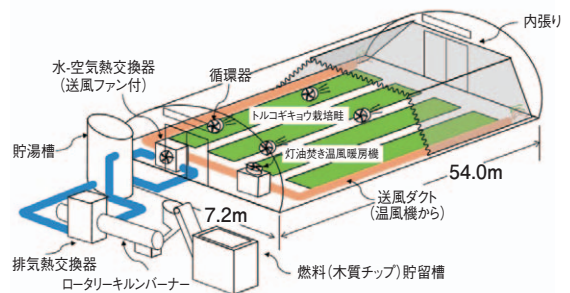 内張り
水-空気熱交換器
(送風ファン付)
循環器
トルコギキョウ栽培畦
貯湯槽
灯油焚き温風暖房機
54.0m
送風ダクト
(温風機から)
7.2m
排気熱交換器
ロータリーキルンバーナー
燃料(木質チップ)貯留槽